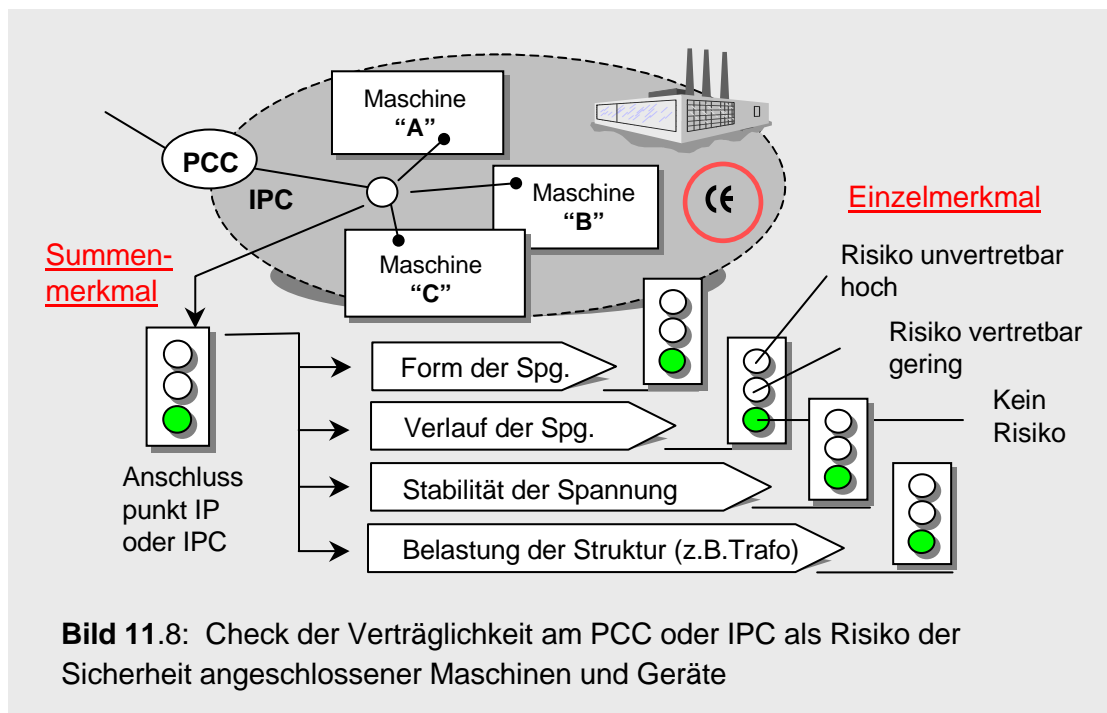 Maschine
“A”
PCC
IPC
Maschine
“B”
CE
Maschine
“C”
Einzelmerkmal
Summen-
merkmal
Risiko unvertretbar
hoch
Risiko vertretbar
gering
Kein
Risiko
Form der Spg.
Verlauf der Spg.
Stabilität der Spannung
Belastung der Struktur (z.B.Trafo)
Anschluss
punkt IP
oder IPC
Bild 11.8: Check der Verträglichkeit am PCC oder IPC als Risiko der
Sicherheit angeschlossener Maschinen und Geräte